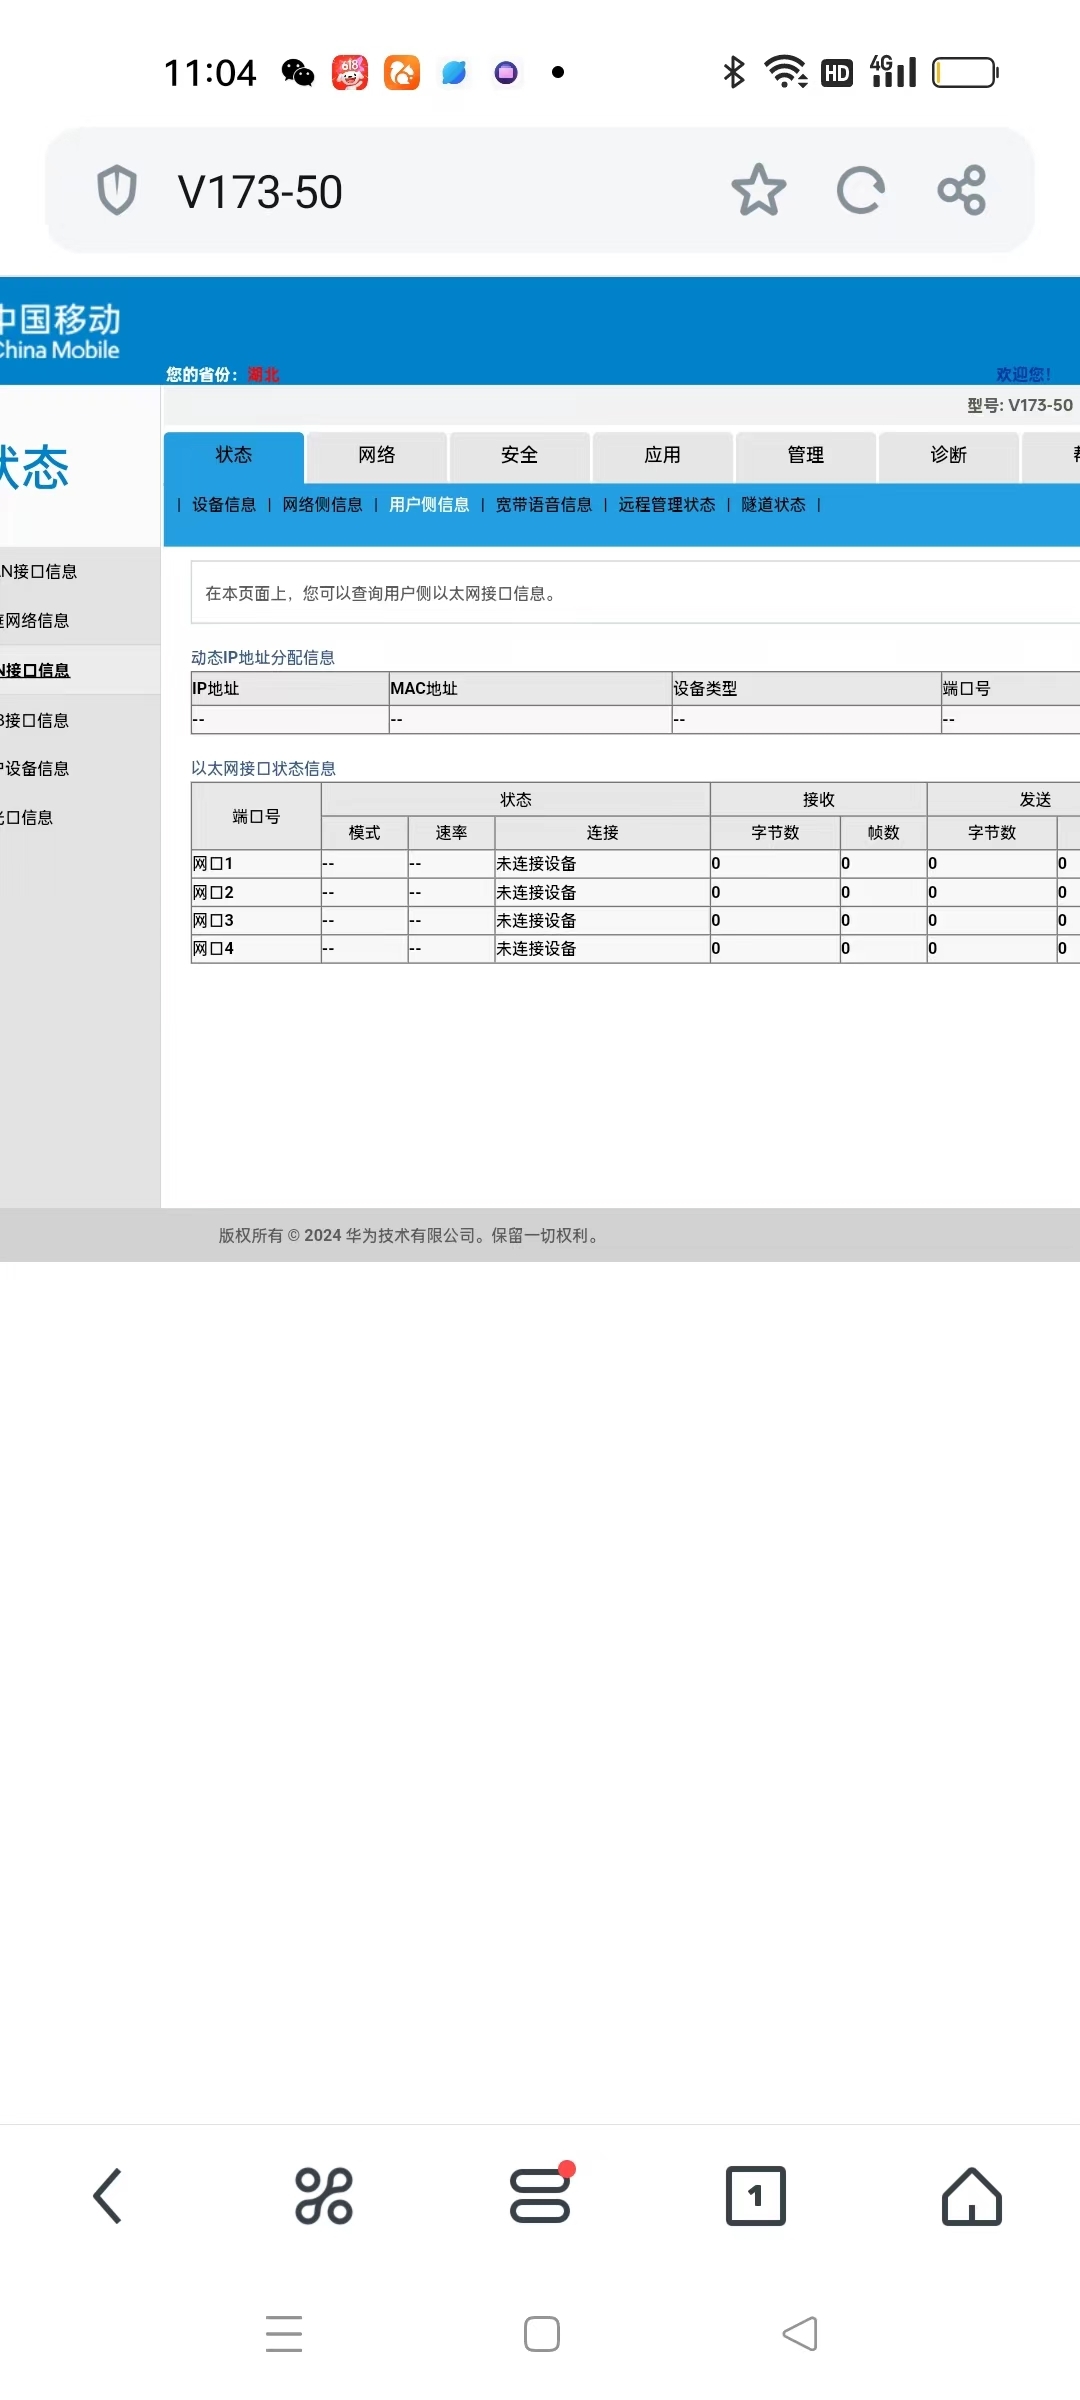 11:04
618
HD
4G
V173-50
中国移动
China Mobile
您的省份：湖北
欢迎您！
型号: V173-50
状态
状态 网络 安全 应用 管理 诊断
| 设备信息 | 网络侧信息 | 用户侧信息 | 宽带语音信息 | 远程管理状态 | 隧道状态 |
N接口信息
网络信息
接口信息
接口信息
设备信息
口信息
在本页面上，您可以查询用户侧以太网接口信息。
动态IP地址分配信息
IP地址 MAC地址 设备类型 端口号
-- -- -- --
以太网接口状态信息
端口号 状态 接收 发送
模式 速率 连接 字节数 帧数 字节数
网口1 -- -- 未连接设备 0 0 0 0
网口2 -- -- 未连接设备 0 0 0 0
网口3 -- -- 未连接设备 0 0 0 0
网口4 -- -- 未连接设备 0 0 0 0
版权所有 © 2024 华为技术有限公司。保留一切权利。
1